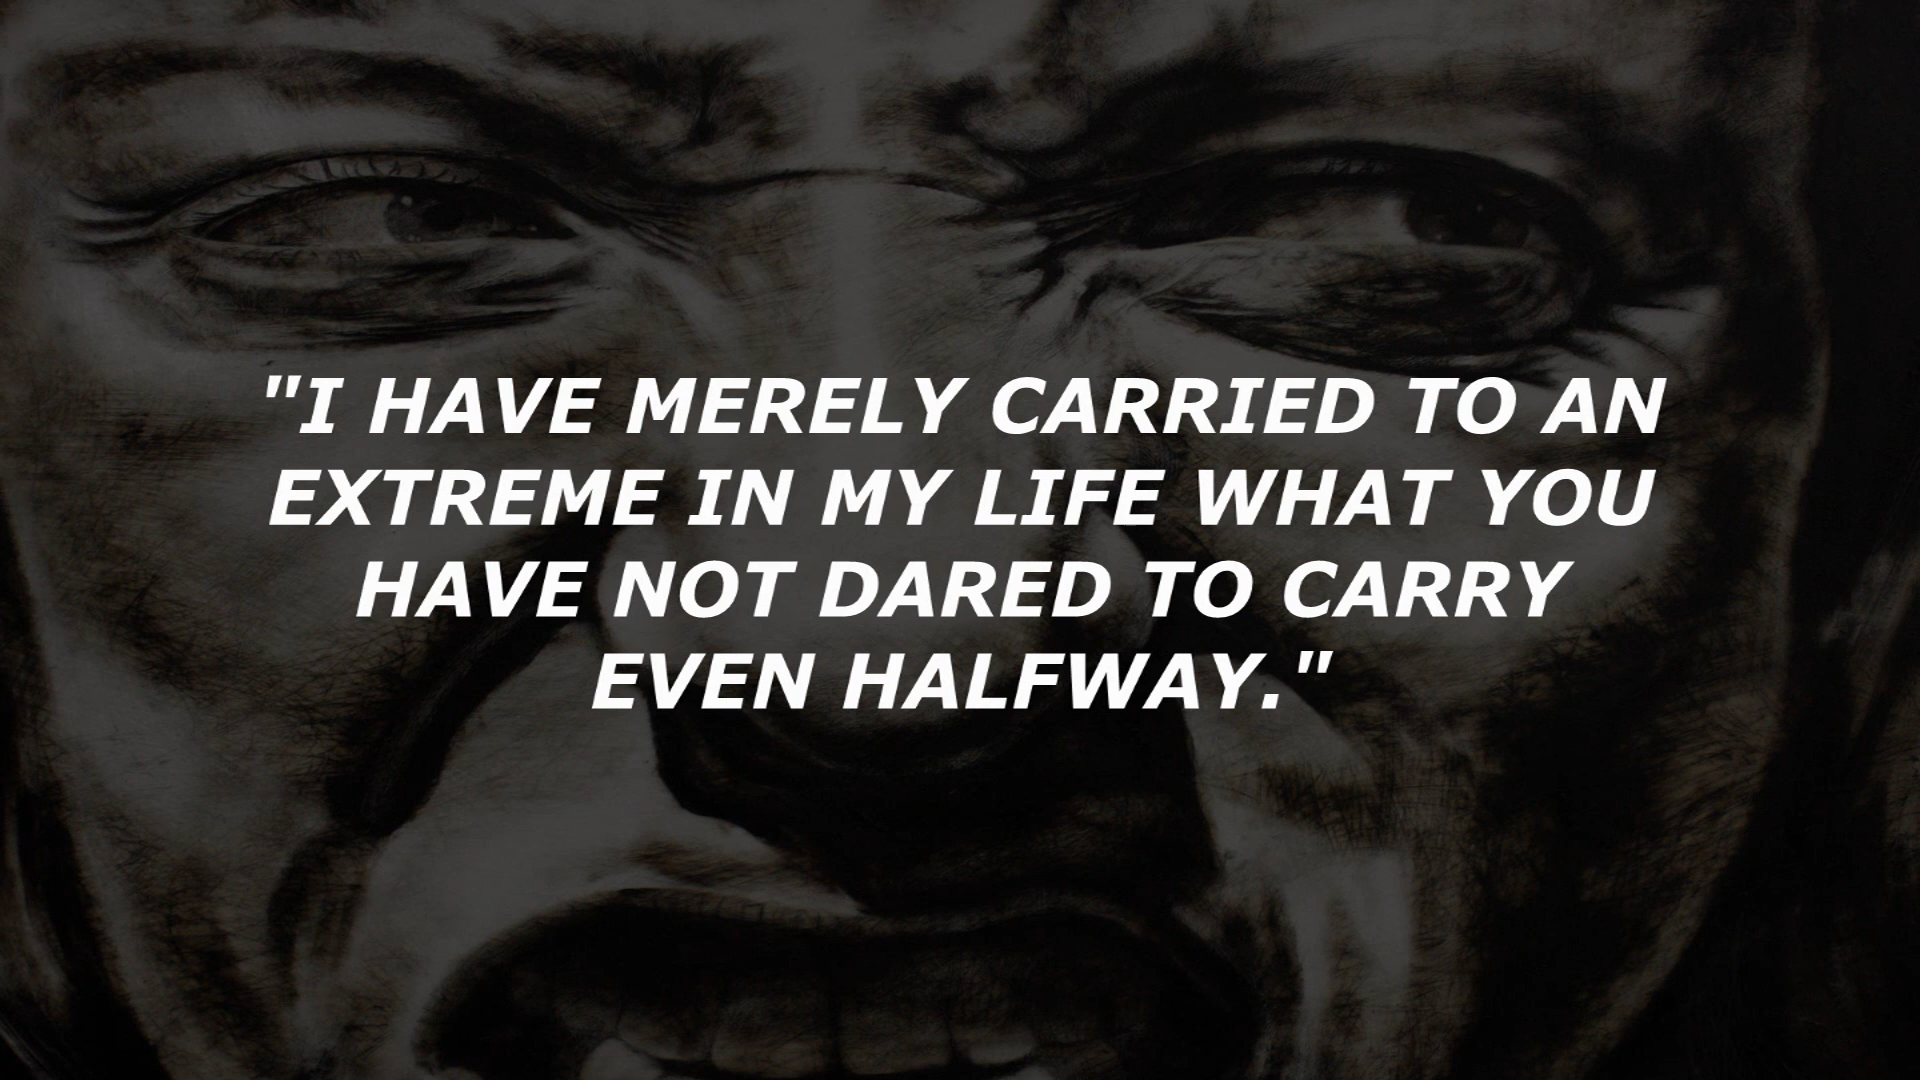 "I HAVE MERELY CARRIED TO AN
EXTREME IN MY LIFE WHAT YOU
HAVE NOT DARED TO CARRY
EVEN HALFWAY."